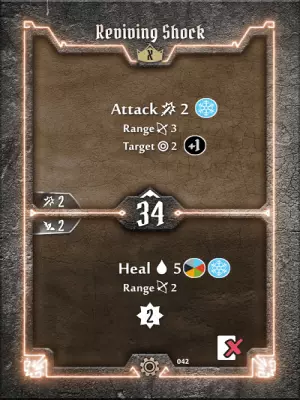 Reviving Shock
X
Attack 2
Range 3
Target 2 +1
2
34
2
Heal 5
Range 2
2
042